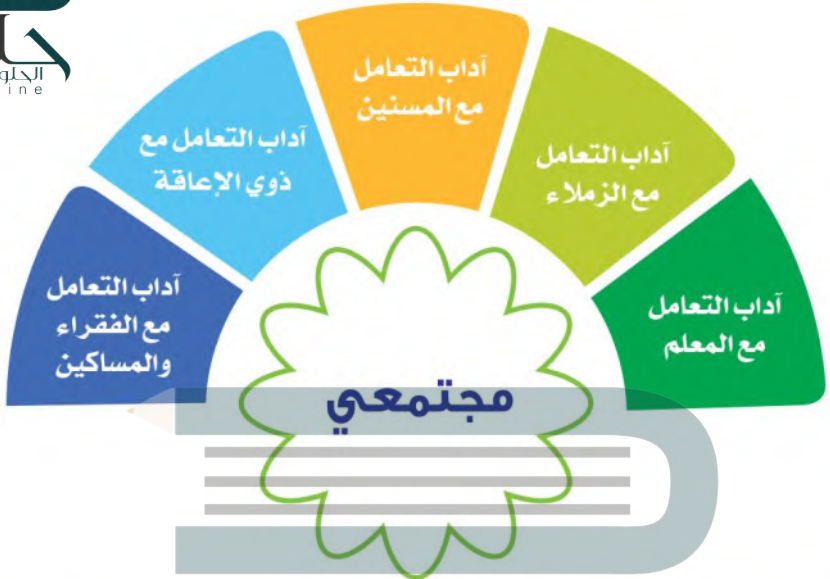 آداب التعامل
مع المعلم
آداب التعامل
مع الزملاء
آداب التعامل
مع المسنين
آداب التعامل مع
ذوي الإعاقة
آداب التعامل
مع الفقراء
والمساكين
مجتمعي